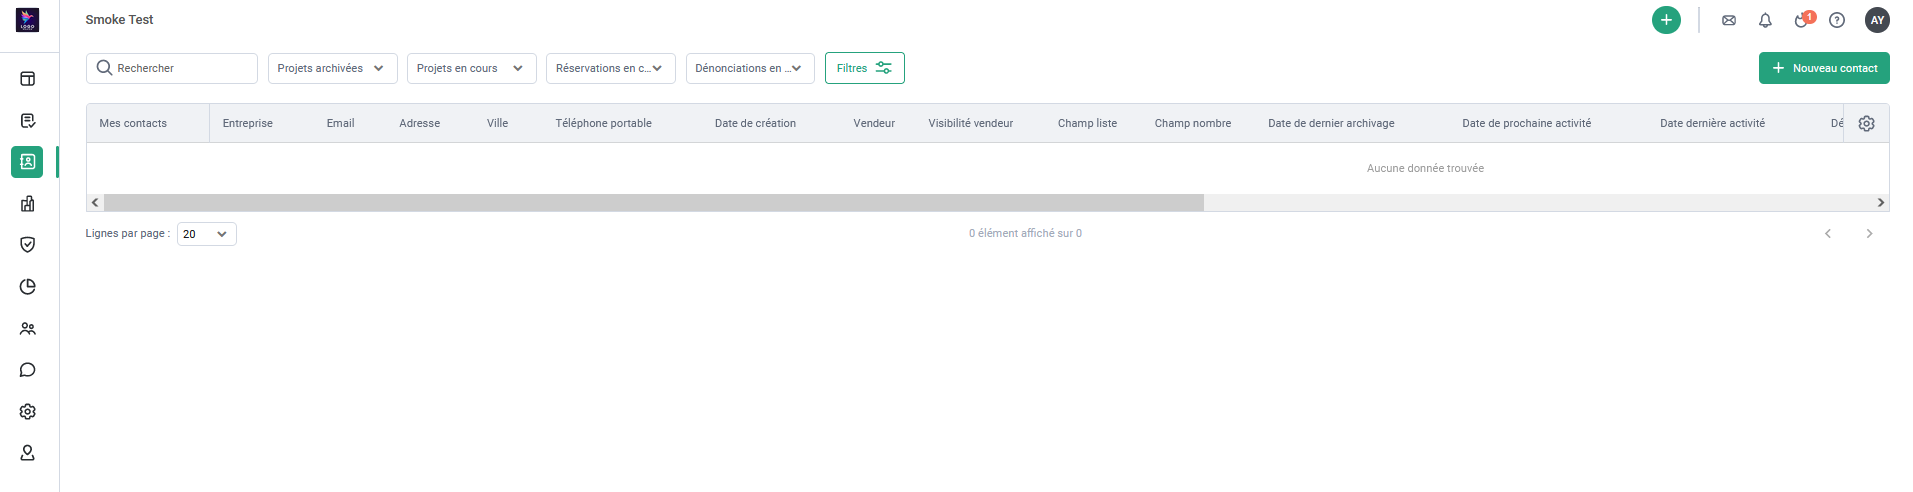 LOGO
Smoke Test
1
AY
Rechercher
Projets archivées
Projets en cours
Réservations en c...
Dénonciations en ...
Filtres
Nouveau contact
Mes contacts Entreprise Email Adresse Ville Téléphone portable Date de création Vendeur Visibilité vendeur Champ liste Champ nombre Date de dernier archivage Date de prochaine activité Date dernière activité Dé
Aucune donnée trouvée
Lignes par page : 20
0 élément affiché sur 0